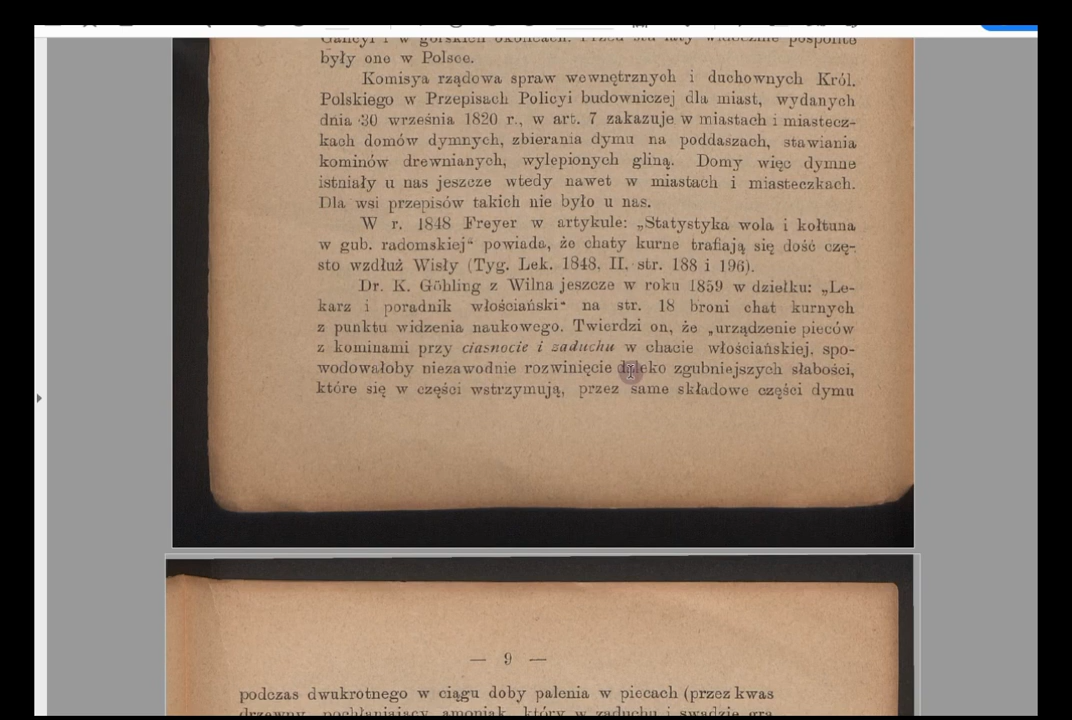 Galicyi i w górskich okolicach. Przed stu laty widocznie pospolite
były one w Polsce.
Komisya rządowa spraw wewnętrznych i duchownych Król.
Polskiego w Przepisach Policyi budowniczej dla miast, wydanych
dnia 30 września 1820 r., w art. 7 zakazuje w miastach i miastecz-
kach domów dymnych, zbierania dymu na poddaszach, stawiania
kominów drewnianych, wylepionych gliną. Domy więc dymne
istniały u nas jeszcze wtedy nawet w miastach i miasteczkach.
Dla wsi przepisów takich nie było u nas.
W r. 1848 Freyer w artykule: „Statystyka wola i kołtuna
w gub. radomskiej“ powiada, że chaty kurne trafiają się dość czę-
sto wzdłuż Wisły (Tyg. Lek. 1848. II. str. 188 i 196).
Dr. K. Göhling z Wilna jeszcze w roku 1859 w dziełku: „Le-
karz i poradnik włościański“ na str. 18 broni chat kurnych
z punktu widzenia naukowego. Twierdzi on, że „urządzenie pieców
z kominami przy ciasnocie i zaduchu w chacie włościańskiej, spo-
wodowałoby niezawodnie rozwinięcie daleko zgubniejszych słabości,
które się w części wstrzymują, przez same składowe części dymu
— 9 —
podczas dwukrotnego w ciągu doby palenia w piecach (przez kwas
drzewny, pochłaniający amoniak, który w zaduchu i swądzie